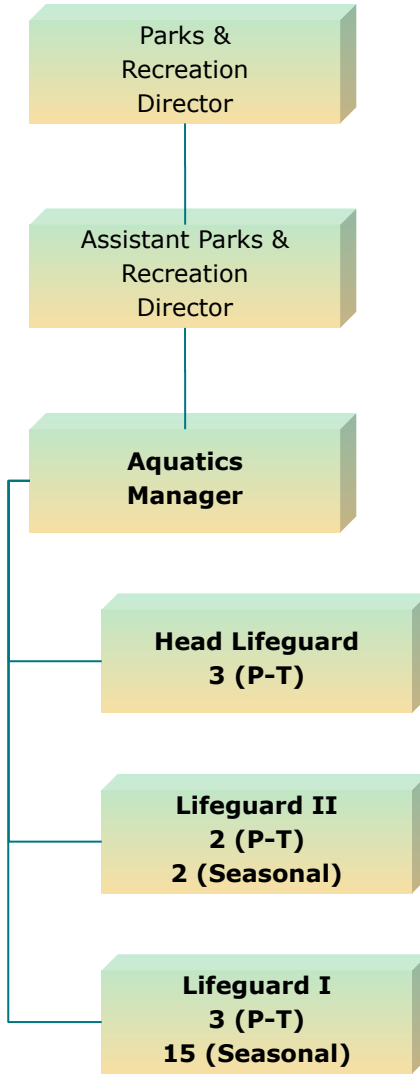 Parks &
Recreation
Director
Assistant Parks &
Recreation
Director
Aquatics
Manager
Head Lifeguard
3 (P-T)
Lifeguard II
2 (P-T)
2 (Seasonal)
Lifeguard I
3 (P-T)
15 (Seasonal)